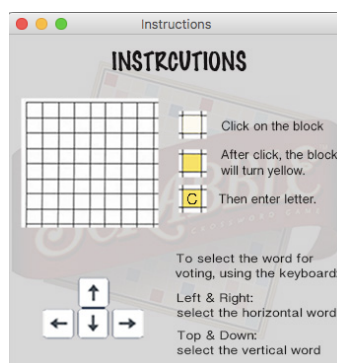 Instructions
INSTRCUTIONS
Click on the block
After click, the block
will turn yellow.
C
Then enter letter.
SCRABBLE
To select the word for
voting, using the keyboard:
Left & Right:
select the horizontal word
Top & Down:
select the vertical word